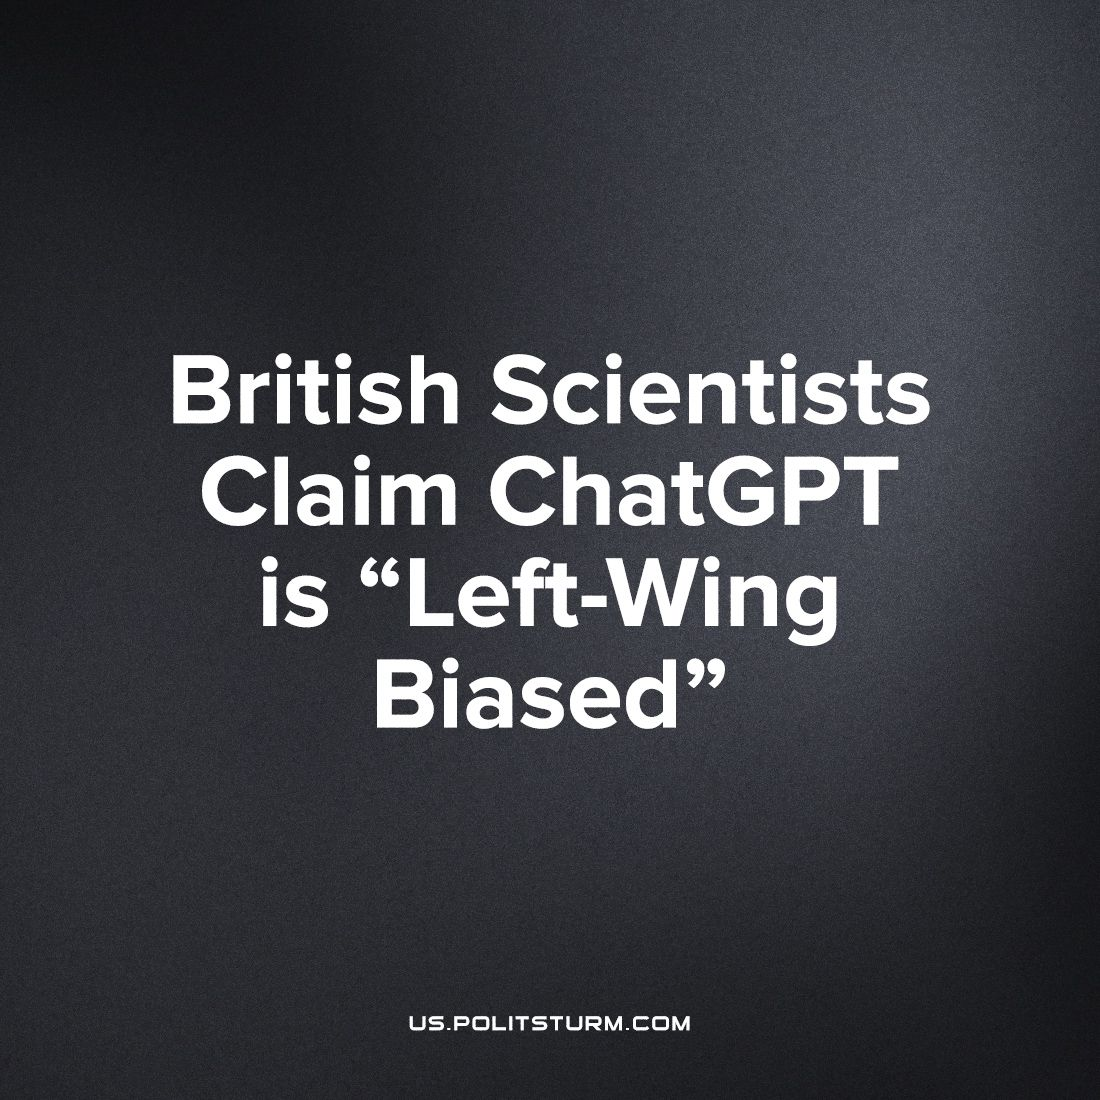 British Scientists
Claim ChatGPT
is “Left-Wing
Biased”
US.POLITSTURM.COM